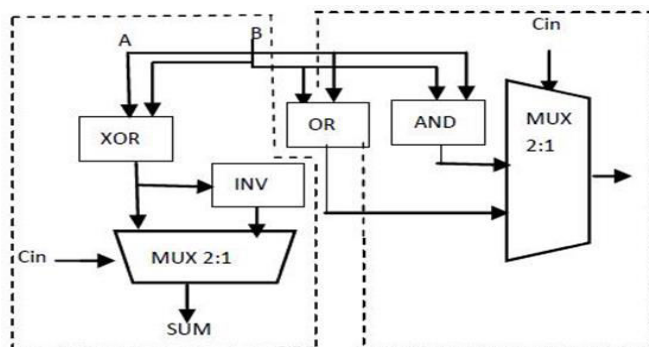 A
B
Cin
XOR
OR
AND
MUX
2:1
INV
Cin
MUX 2:1
SUM